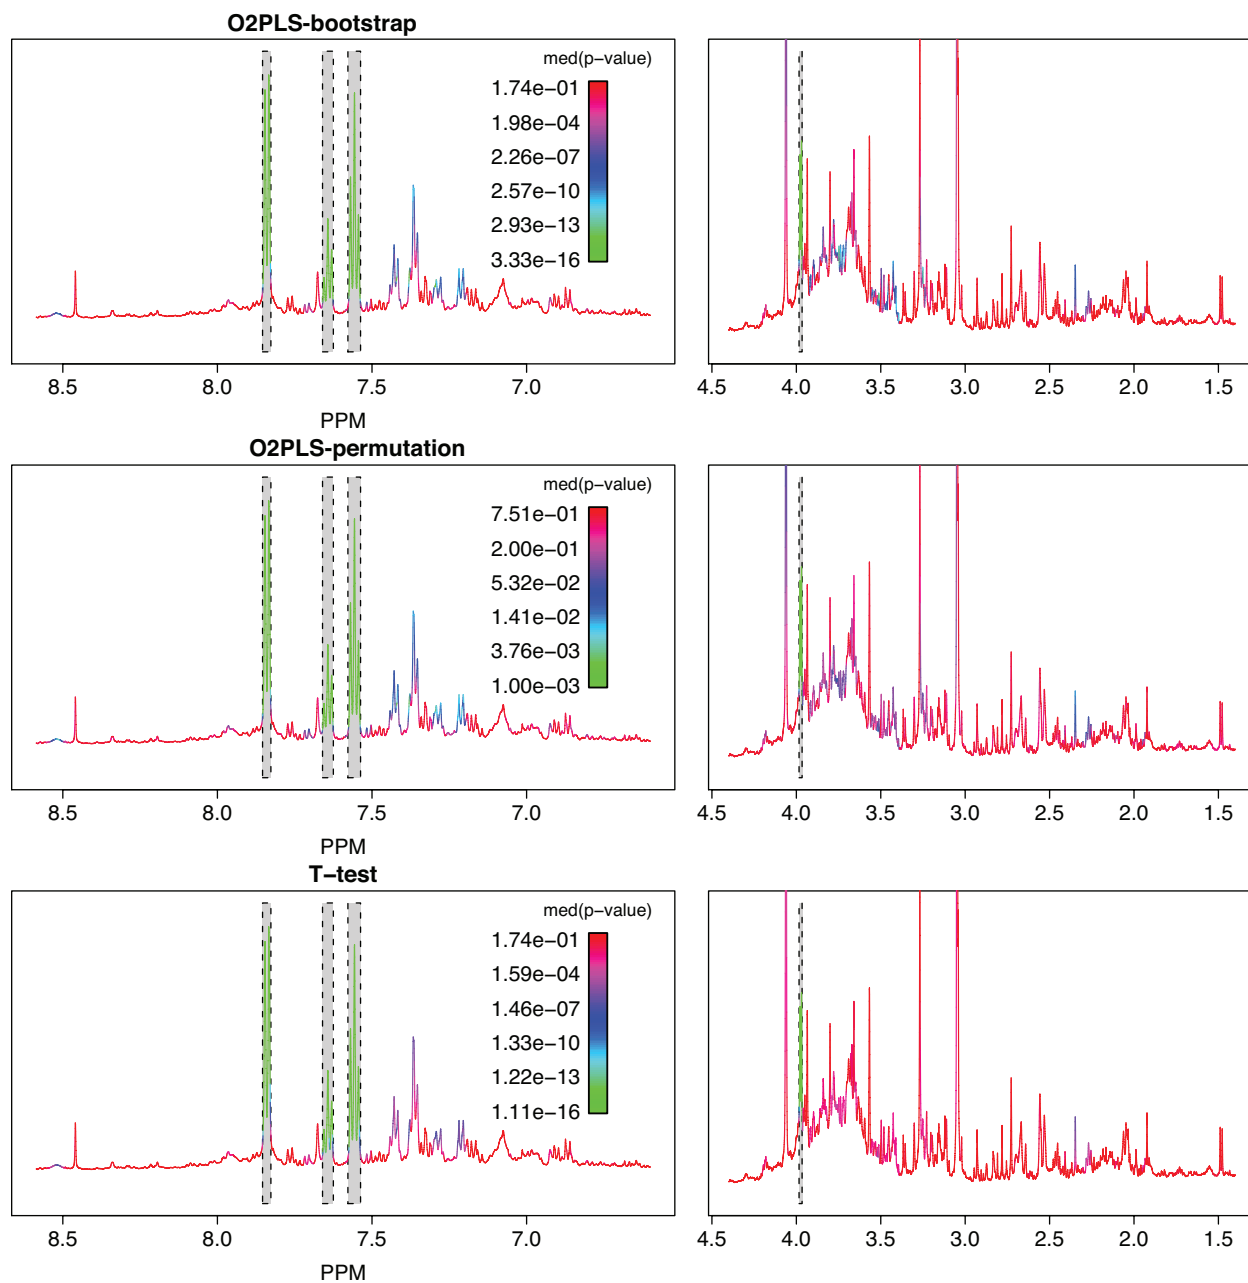 O2PLS-bootstrap
med(p−value)
1.74e−01
1.98e−04
2.26e−07
2.57e−10
2.93e−13
3.33e−16
8.5 8.0 7.5 7.0
4.5 4.0 3.5 3.0 2.5 2.0 1.5
PPM
O2PLS-permutation
med(p−value)
7.51e−01
2.00e−01
5.32e−02
1.41e−02
3.76e−03
1.00e−03
8.5 8.0 7.5 7.0
4.5 4.0 3.5 3.0 2.5 2.0 1.5
PPM
T−test
med(p−value)
1.74e−01
1.59e−04
1.46e−07
1.33e−10
1.22e−13
1.11e−16
8.5 8.0 7.5 7.0
4.5 4.0 3.5 3.0 2.5 2.0 1.5
PPM